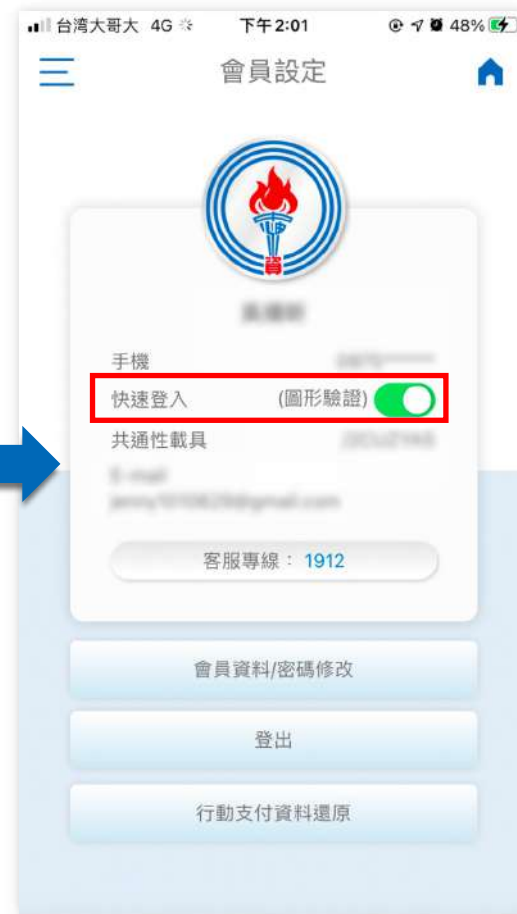 台湾大哥大 4G 下午2:01 48%
會員設定
資
手機
快速登入 (圖形驗證)
共通性載具
客服專線：1912
會員資料/密碼修改
登出
行動支付資料還原